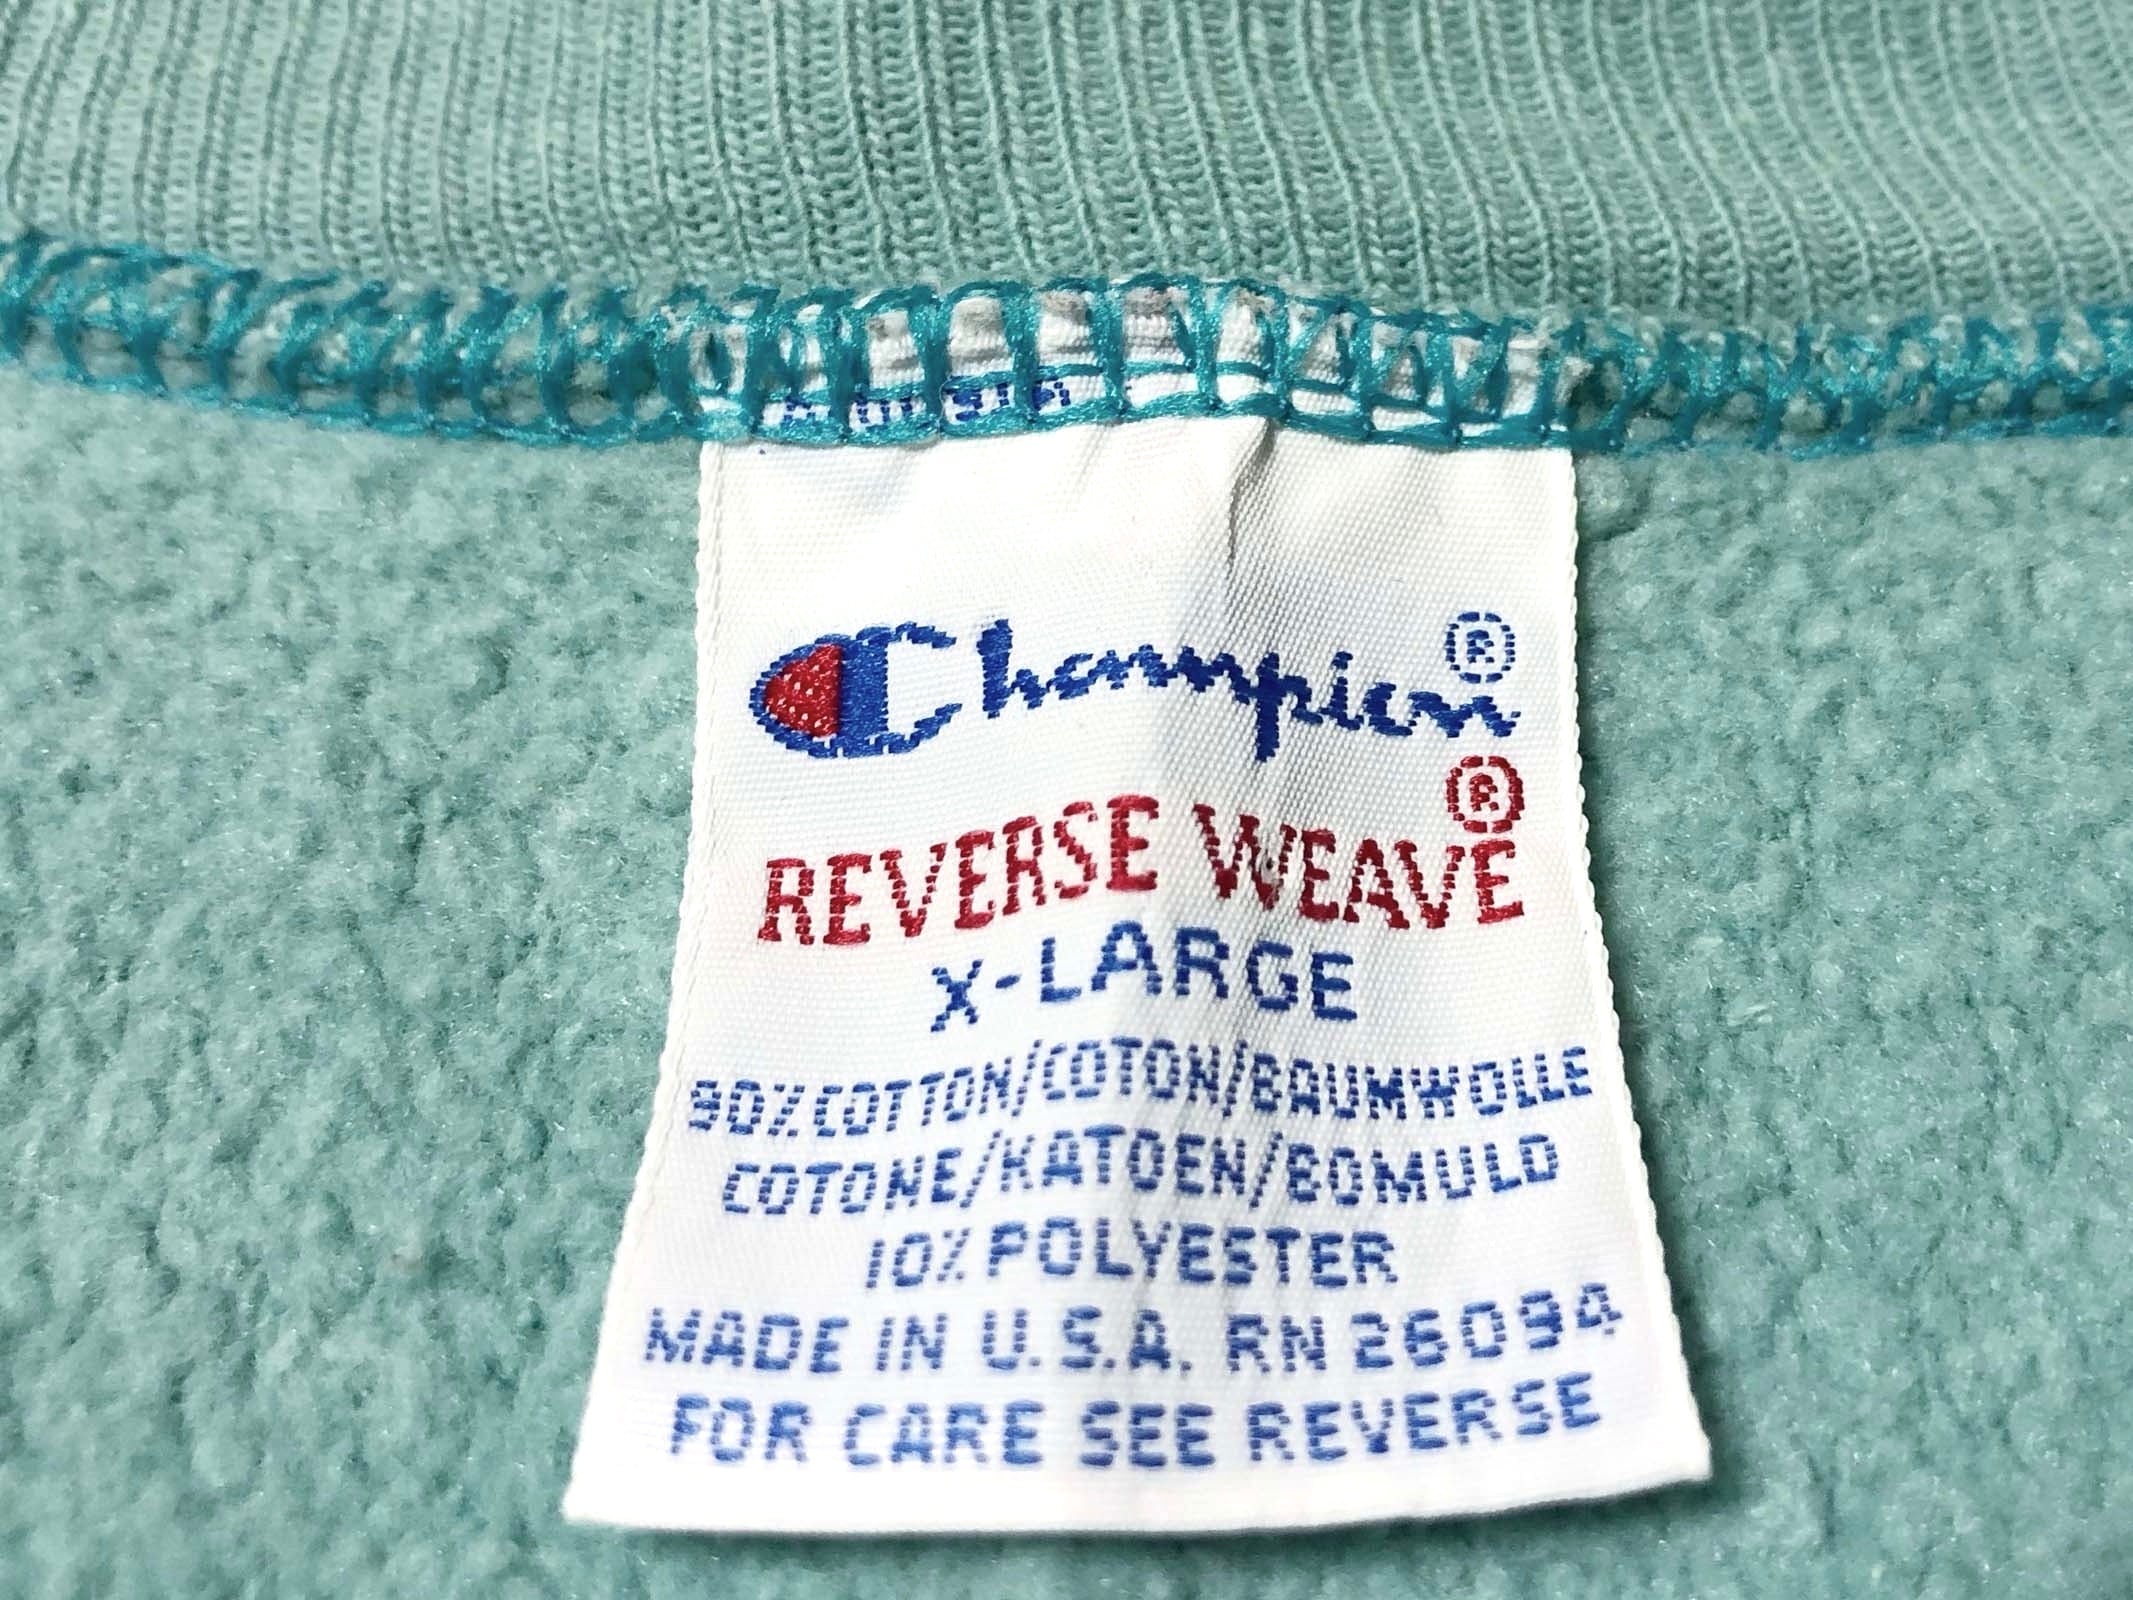 Champion®
REVERSE WEAVE®
X-LARGE
90% COTTON/COTON/BAUMWOLLE
COTONE/KATOEN/BOMULD
10% POLYESTER
MADE IN U.S.A. RN 26094
FOR CARE SEE REVERSE